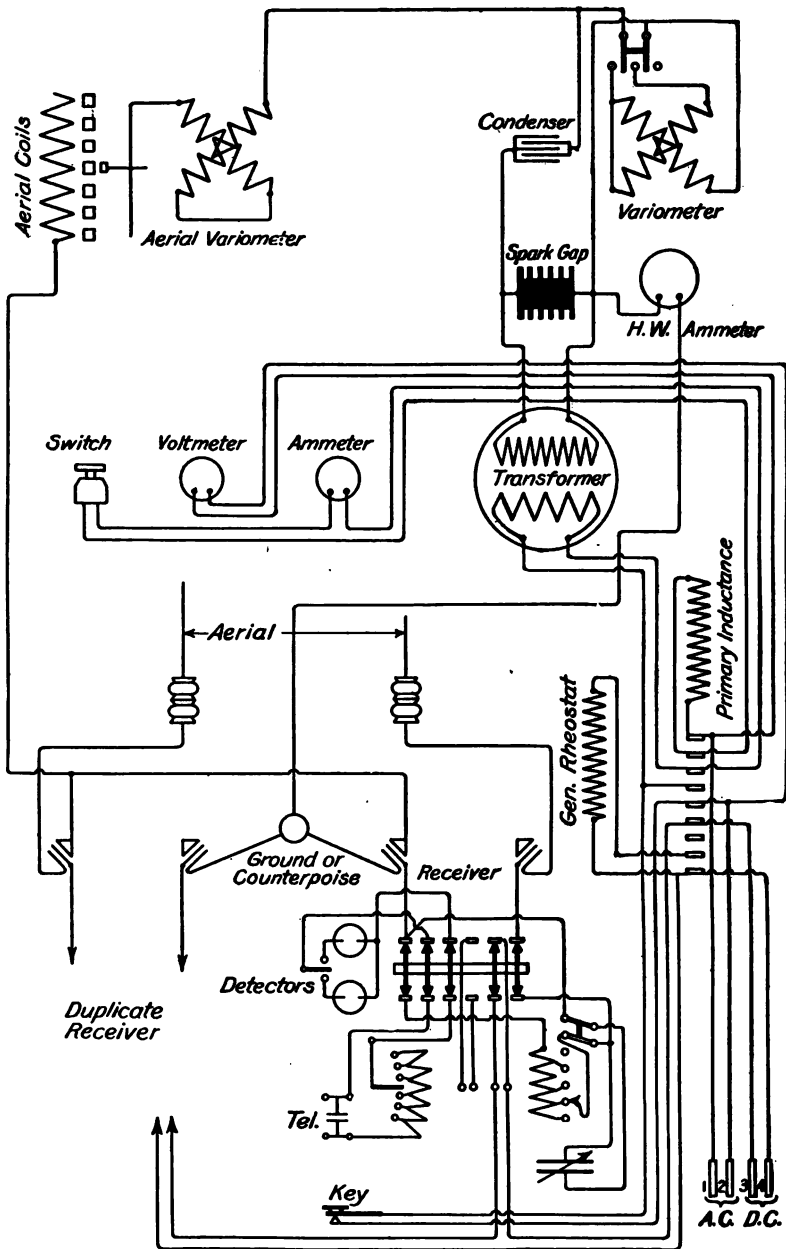 Aerial Coils
Condenser
Aerial Variometer
Variometer
Spark Gap
H.W. Ammeter
Switch
Voltmeter
Ammeter
Transformer
Primary Inductance
Aerial
Gen. Rheostat
Ground or
Counterpoise
Receiver
Detectors
Duplicate
Receiver
Tel.
Key
1 2 3 4
A.C. D.C.